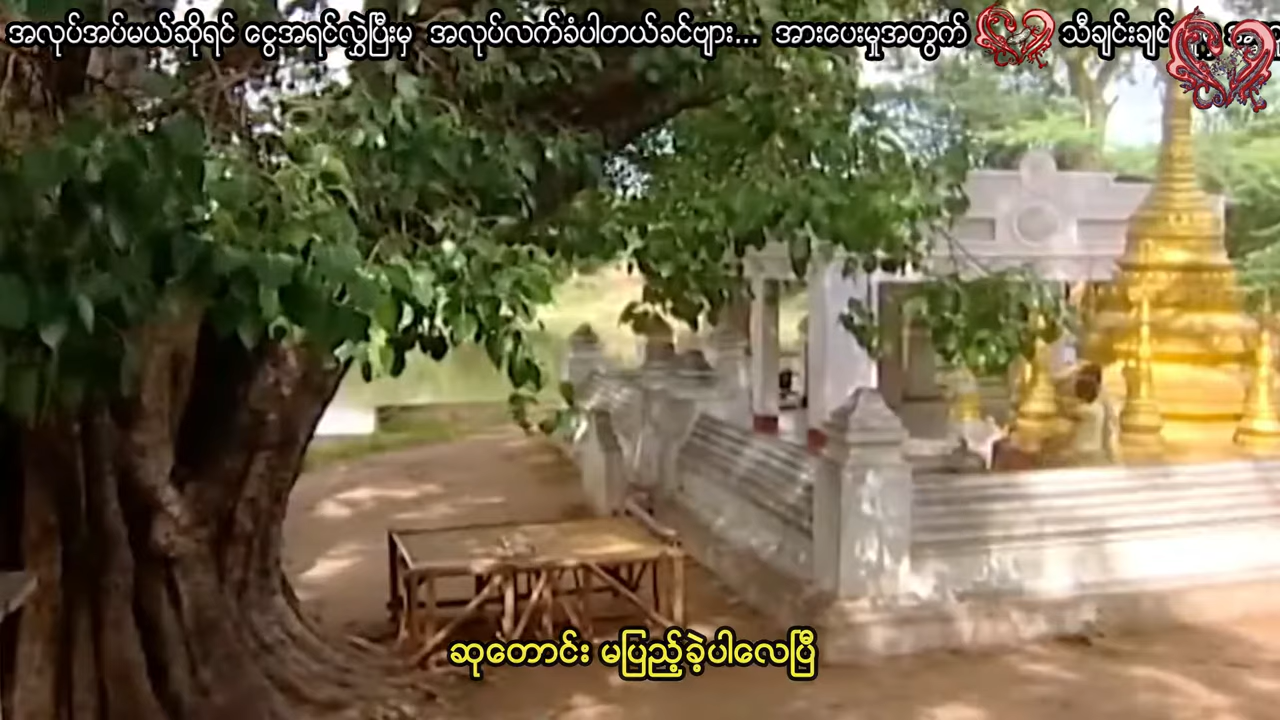 အလုပ်အပ်မယ်ဆိုရင် ငွေအရင်လွှဲပြီးမှ အလုပ်လက်ခံပါတယ်ခင်ဗျား... အားပေးမှုအတွက် သီချင်းချစ်
ဆုတောင်း မပြည့်ခဲ့ပါလေပြီ